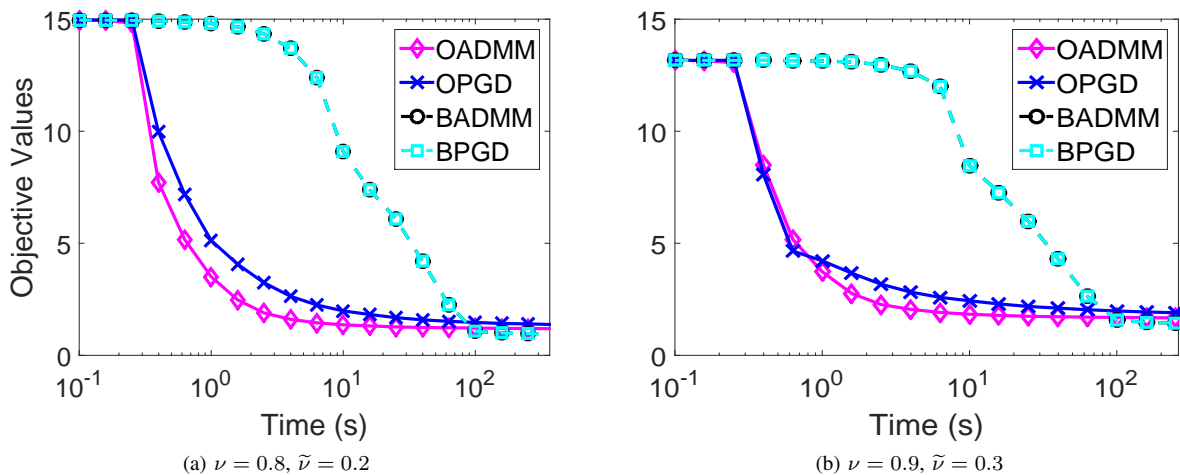 Objective Values
15
10
5
0
OADMM
OPGD
BADMM
BPGD
10^-1 10^0 10^1 10^2
Time (s)
(a) ν = 0.8, ν̃ = 0.2
15
10
5
0
OADMM
OPGD
BADMM
BPGD
10^-1 10^0 10^1 10^2
Time (s)
(b) ν = 0.9, ν̃ = 0.3